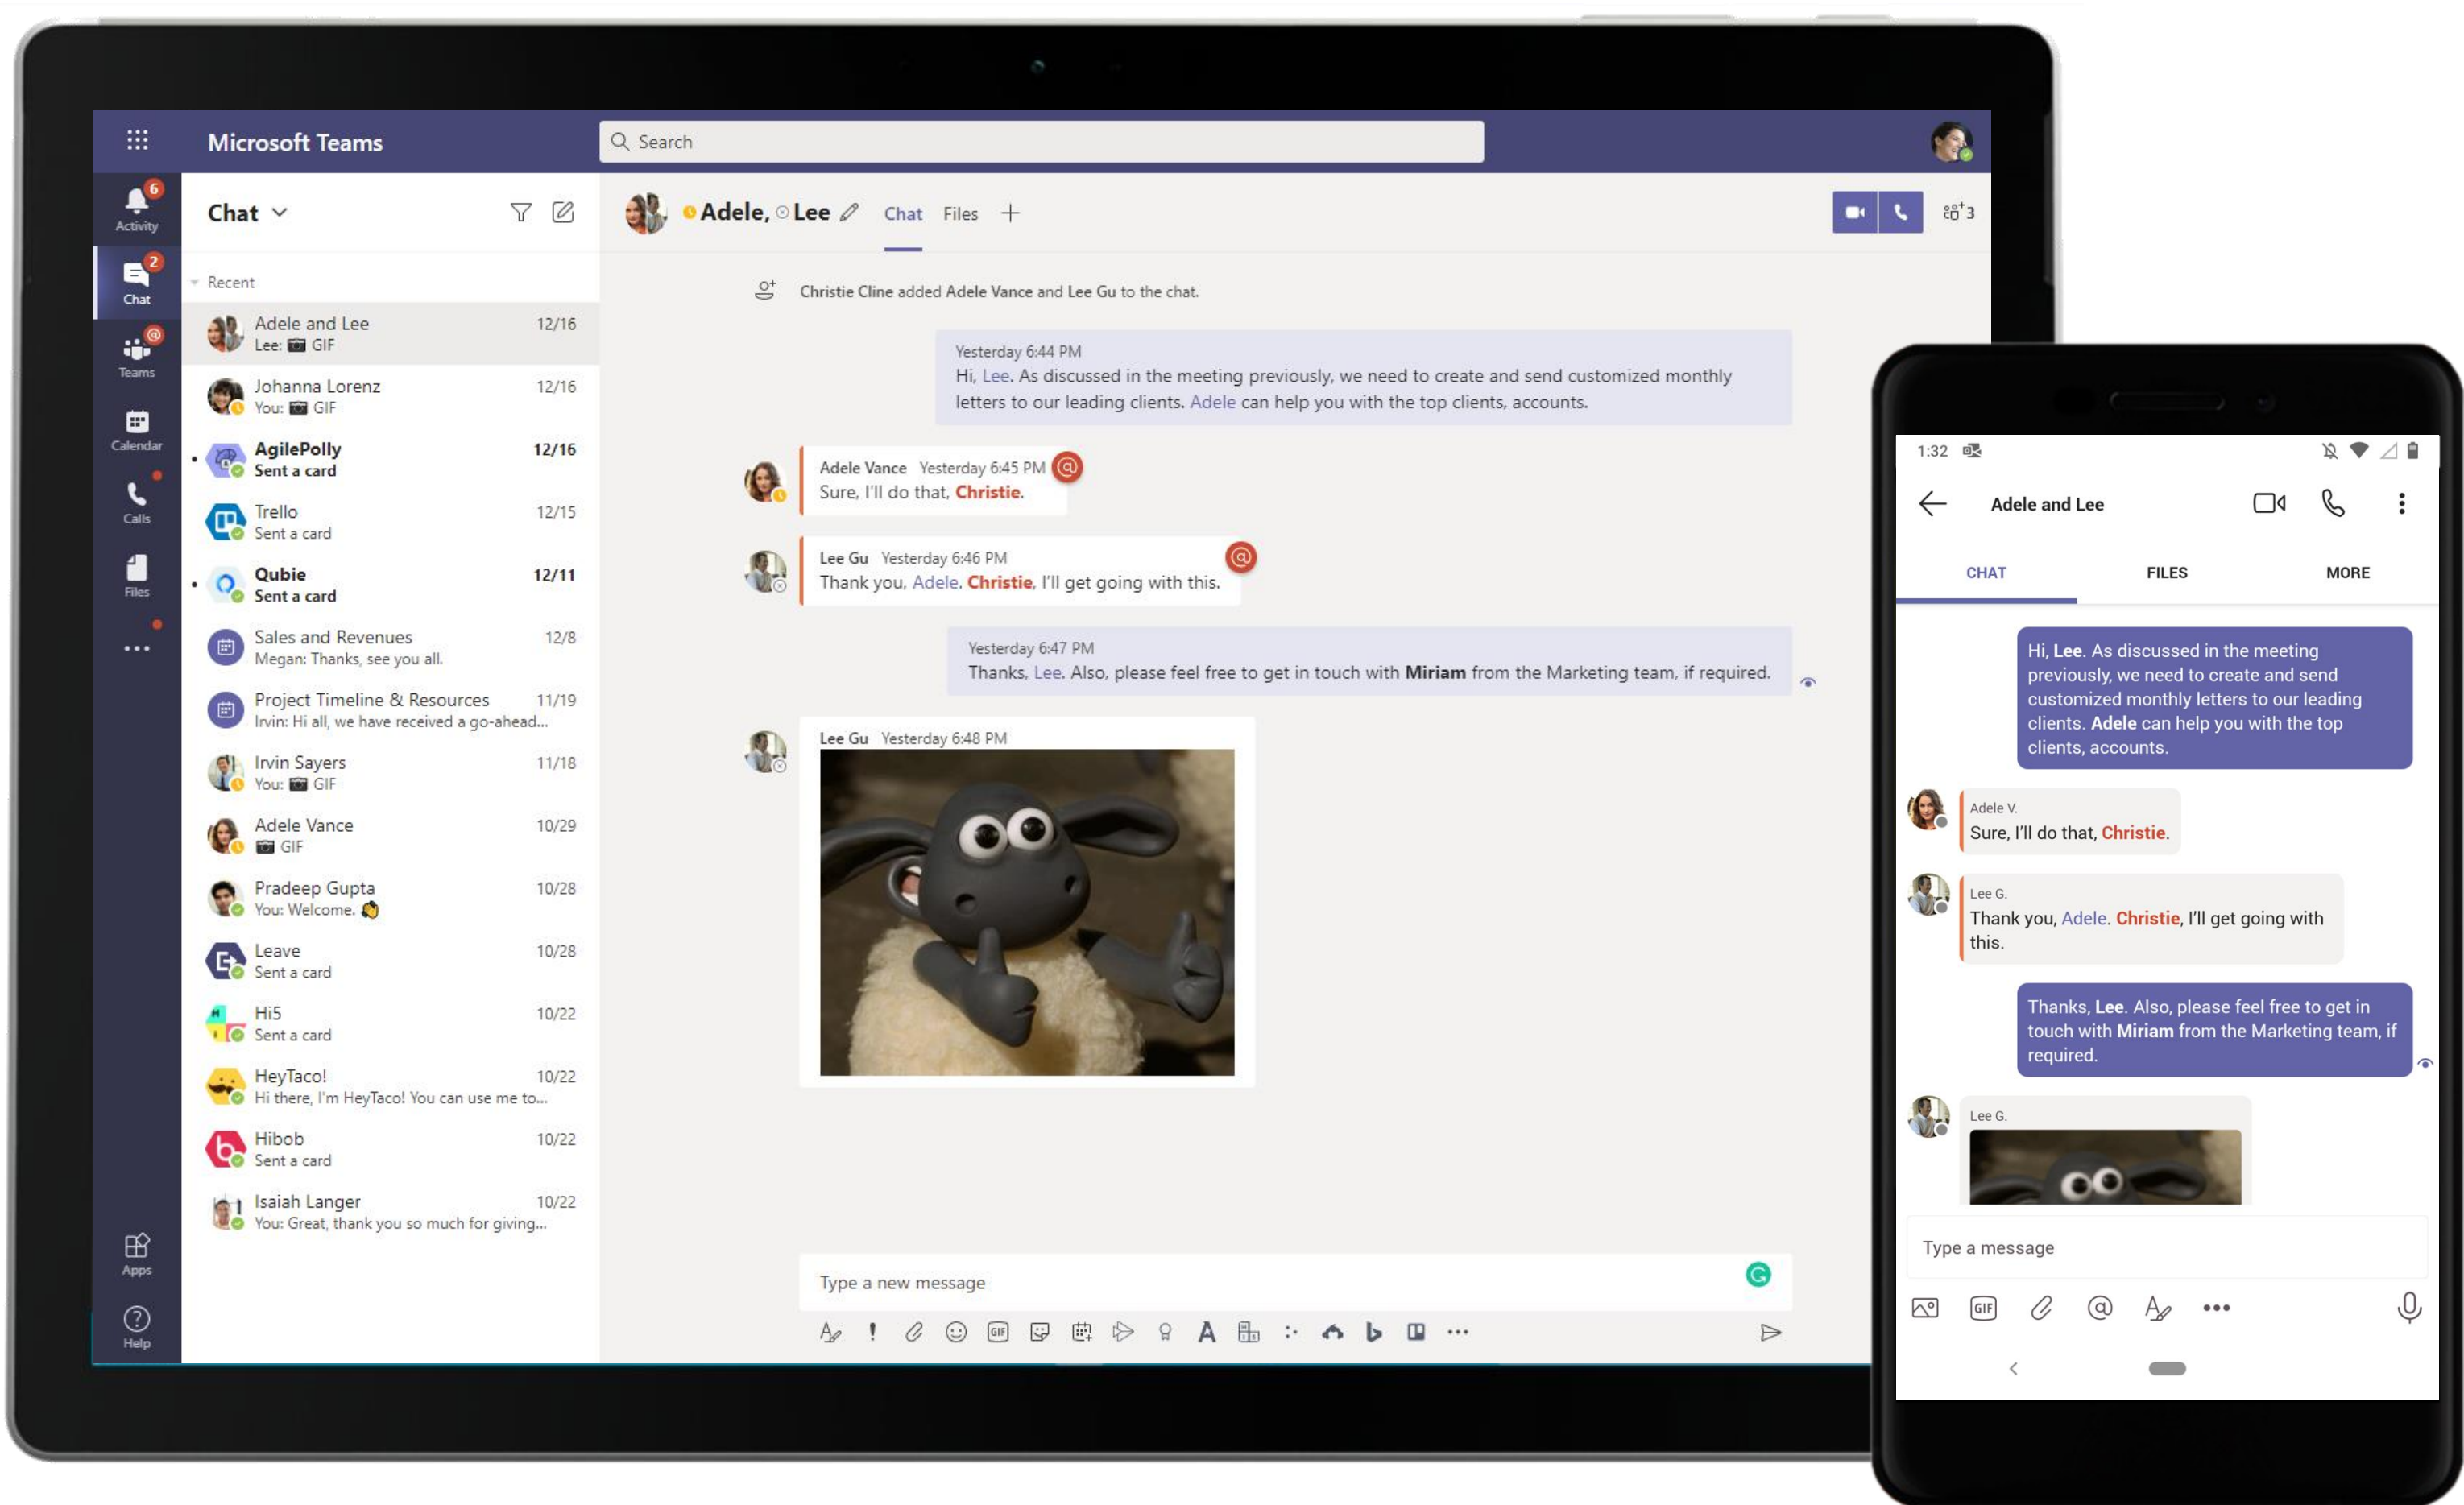 Microsoft Teams
Search
6
Activity
2
Chat
@
Teams
Calendar
Calls
Files
Apps
Help
Chat
Recent
Adele and Lee 12/16
Lee: GIF
Johanna Lorenz 12/16
You: GIF
AgilePolly 12/16
Sent a card
Trello 12/15
Sent a card
Qubie 12/11
Sent a card
Sales and Revenues 12/8
Megan: Thanks, see you all.
Project Timeline & Resources 11/19
Irvin: Hi all, we have received a go-ahead...
Irvin Sayers 11/18
You: GIF
Adele Vance 10/29
GIF
Pradeep Gupta 10/28
You: Welcome.
Leave 10/28
Sent a card
Hi5 10/22
Sent a card
HeyTaco! 10/22
Hi there, I'm HeyTaco! You can use me to...
Hibob 10/22
Sent a card
Isaiah Langer 10/22
You: Great, thank you so much for giving...
Adele, Lee Chat Files 3
Christie Cline added Adele Vance and Lee Gu to the chat.
Yesterday 6:44 PM
Hi, Lee. As discussed in the meeting previously, we need to create and send customized monthly
letters to our leading clients. Adele can help you with the top clients, accounts.
Adele Vance Yesterday 6:45 PM @
Sure, I'll do that, Christie.
Lee Gu Yesterday 6:46 PM @
Thank you, Adele. Christie, I'll get going with this.
Yesterday 6:47 PM
Thanks, Lee. Also, please feel free to get in touch with Miriam from the Marketing team, if required.
Lee Gu Yesterday 6:48 PM
Type a new message
GIF
1:32
Adele and Lee
CHAT FILES MORE
Hi, Lee. As discussed in the meeting
previously, we need to create and send
customized monthly letters to our leading
clients. Adele can help you with the top
clients, accounts.
Adele V.
Sure, I'll do that, Christie.
Lee G.
Thank you, Adele. Christie, I'll get going with
this.
Thanks, Lee. Also, please feel free to get in
touch with Miriam from the Marketing team, if
required.
Lee G.
Type a message
GIF @